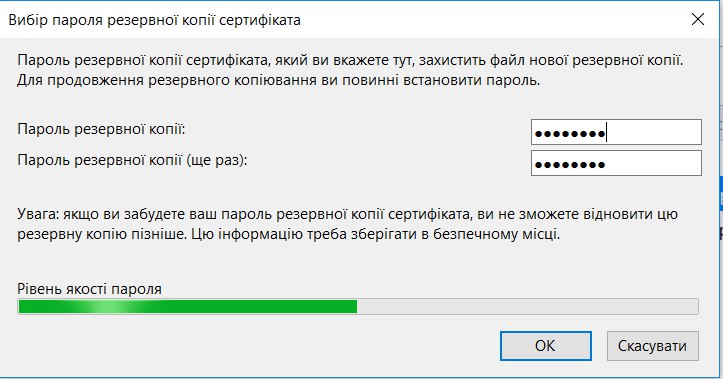 Вибір пароля резервної копії сертифіката
Пароль резервної копії сертифіката, який ви вкажете тут, захистить файл нової резервної копії.
Для продовження резервного копіювання ви повинні встановити пароль.
Пароль резервної копії:
Пароль резервної копії (ще раз):
Увага: якщо ви забудете ваш пароль резервної копії сертифіката, ви не зможете відновити цю
резервну копію пізніше. Цю інформацію треба зберігати в безпечному місці.
Рівень якості пароля
OK
Скасувати